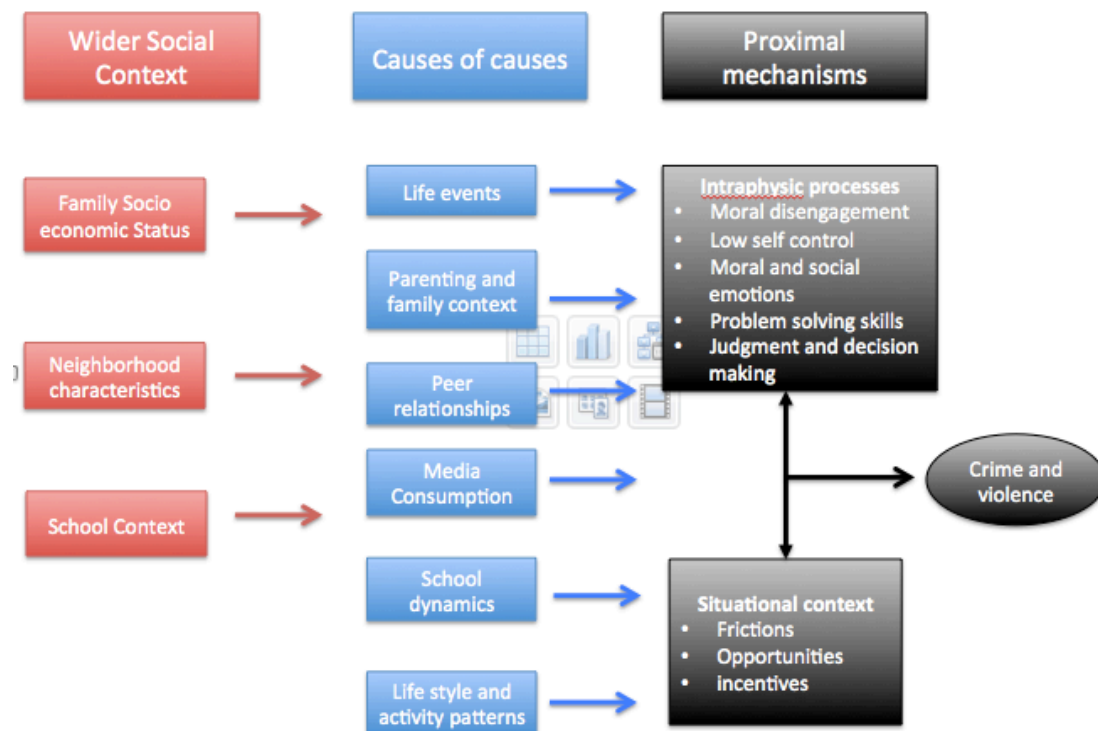 Wider Social
Context
Causes of causes
Proximal
mechanisms
Family Socio
economic Status
Neighborhood
characteristics
School Context
Life events
Parenting and
family context
Peer
relationships
Media
Consumption
School
dynamics
Life style and
activity patterns
Intraphysic processes
• Moral disengagement
• Low self control
• Moral and social
emotions
• Problem solving skills
• Judgment and decision
making
Situational context
• Frictions
• Opportunities
• incentives
Crime and
violence